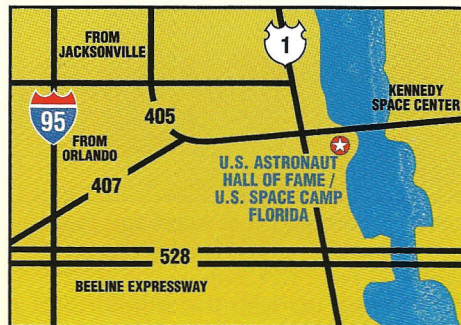 FROM
JACKSONVILLE
1
KENNEDY
SPACE CENTER
95
405
FROM
ORLANDO
407
U.S. ASTRONAUT
HALL OF FAME /
U.S. SPACE CAMP
FLORIDA
528
BEELINE EXPRESSWAY